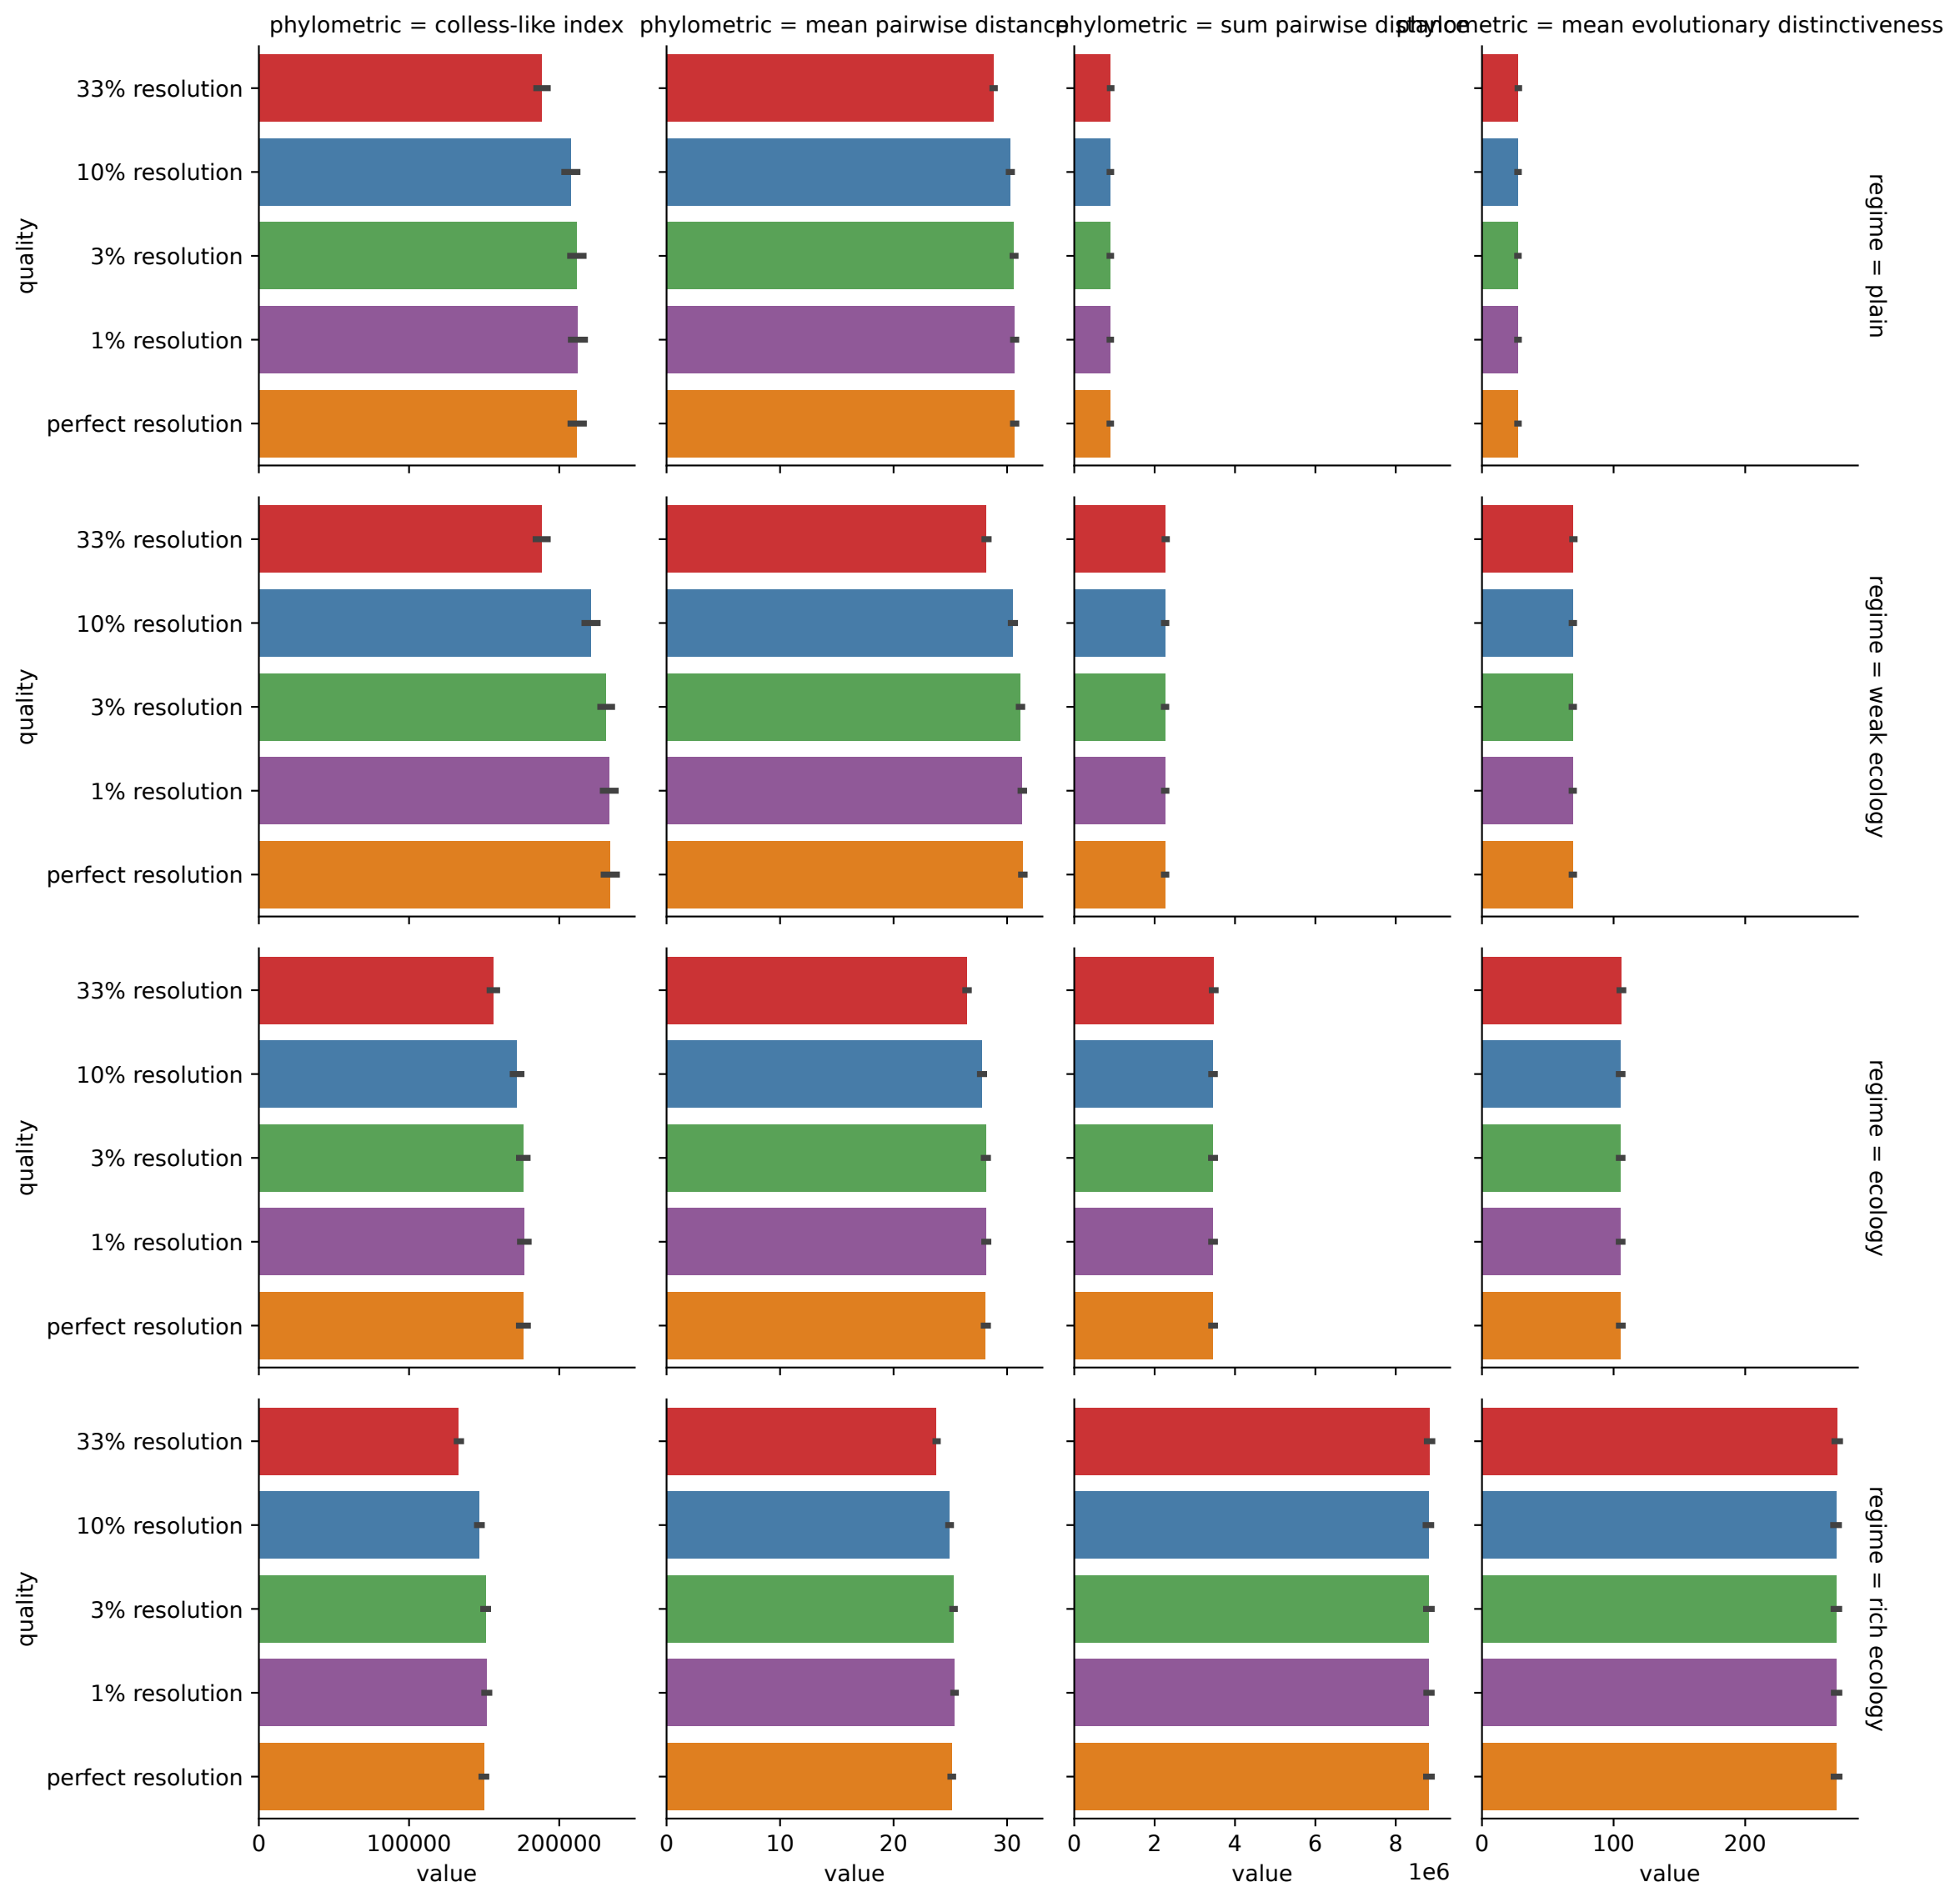 phylometric = colless-like index
phylometric = mean pairwise distance
phylometric = sum pairwise distance
phylometric = mean evolutionary distinctiveness
quality
33% resolution
10% resolution
3% resolution
1% resolution
perfect resolution
regime = plain
quality
33% resolution
10% resolution
3% resolution
1% resolution
perfect resolution
regime = weak ecology
quality
33% resolution
10% resolution
3% resolution
1% resolution
perfect resolution
regime = ecology
quality
33% resolution
10% resolution
3% resolution
1% resolution
perfect resolution
regime = rich ecology
0 100000 200000
value
0 10 20 30
value
0 2 4 6 8
1e6
value
0 100 200
value